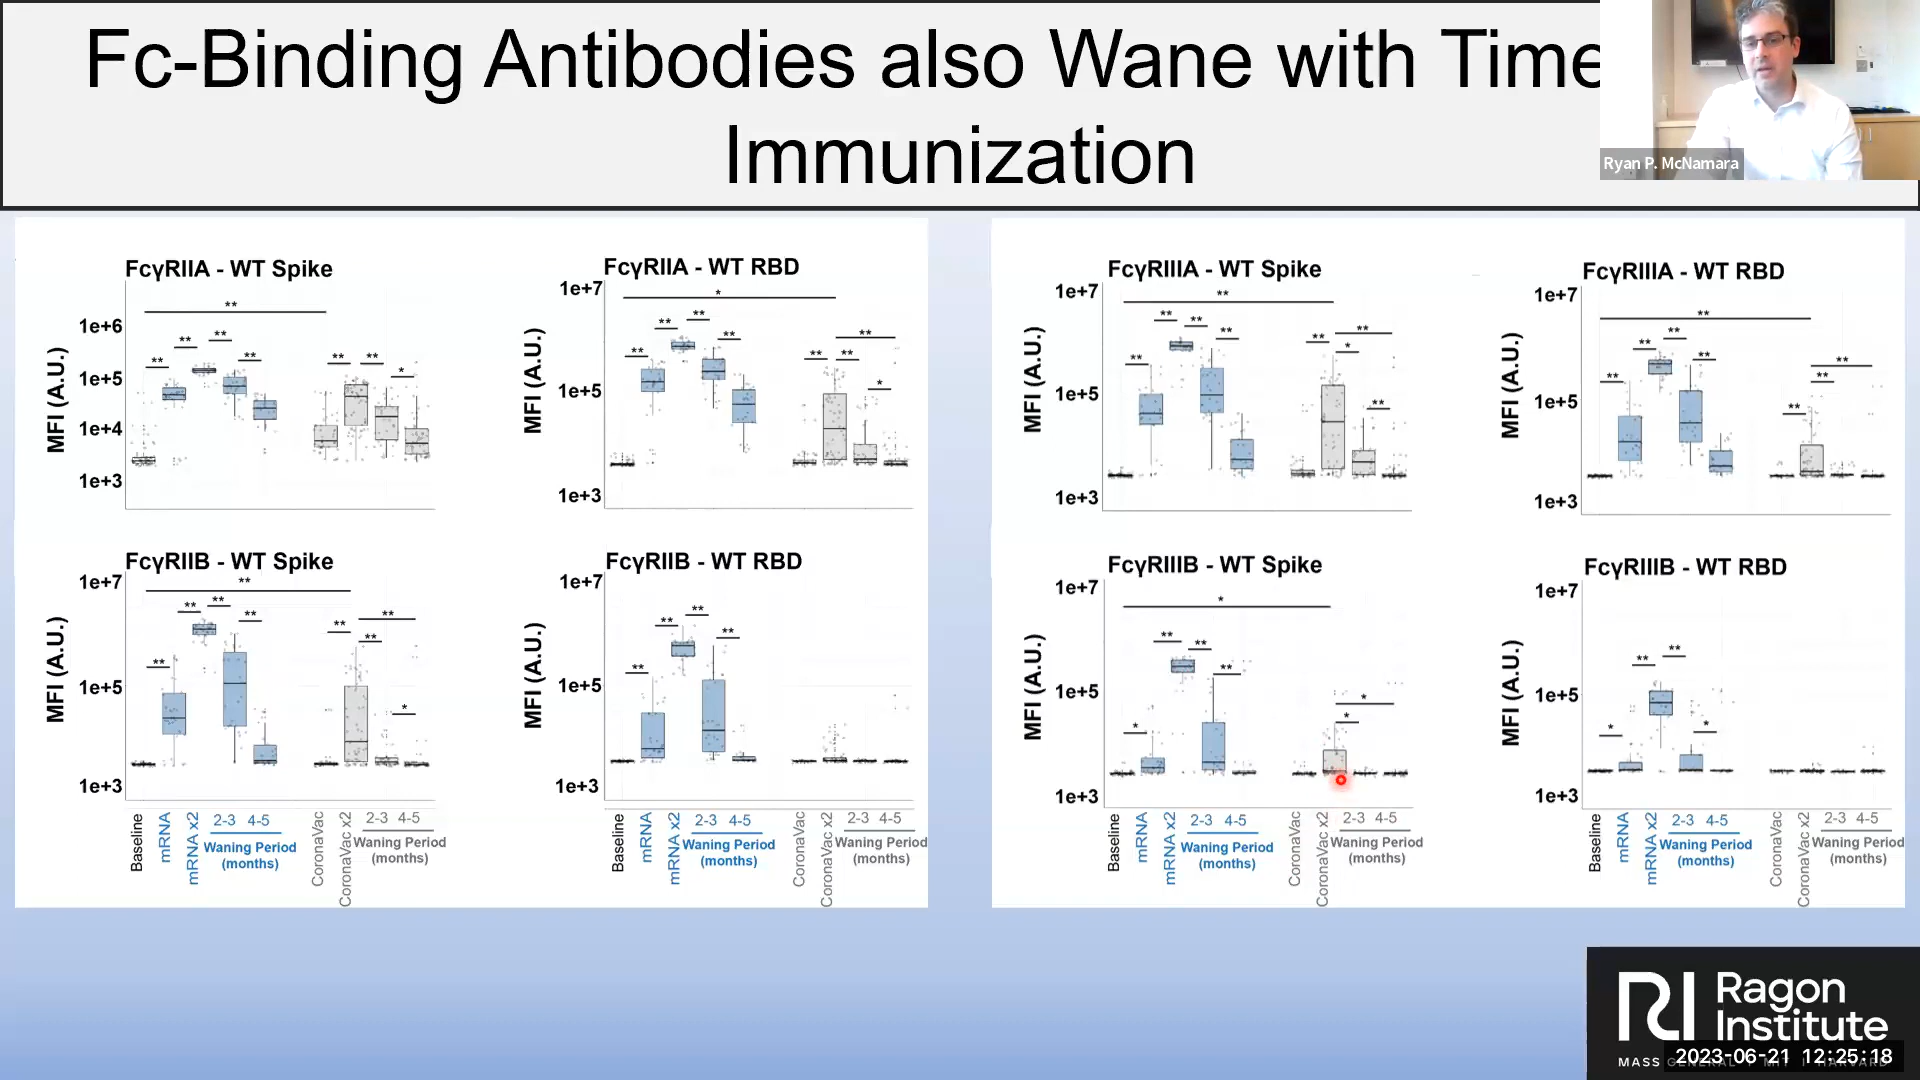 Fc-Binding Antibodies also Wane with Time
Immunization
Ryan P. McNamara
FcγRIIA - WT Spike
MFI (A.U.)
1e+6
1e+5
1e+4
1e+3
** ** ** ** ** ** ** *
FcγRIIA - WT RBD
MFI (A.U.)
1e+7
1e+5
1e+3
* ** ** ** ** ** ** ** *
FcγRIIB - WT Spike
MFI (A.U.)
1e+7
1e+5
1e+3
** ** ** ** ** ** ** ** *
Baseline
mRNA
mRNA x2
2-3 4-5
Waning Period
(months)
CoronaVac
CoronaVac x2
2-3 4-5
Waning Period
(months)
FcγRIIB - WT RBD
MFI (A.U.)
1e+7
1e+5
1e+3
** ** ** **
Baseline
mRNA
mRNA x2
2-3 4-5
Waning Period
(months)
CoronaVac
CoronaVac x2
2-3 4-5
Waning Period
(months)
FcγRIIIA - WT Spike
MFI (A.U.)
1e+7
1e+5
1e+3
** ** ** ** ** ** ** * **
FcγRIIIA - WT RBD
MFI (A.U.)
1e+7
1e+5
1e+3
** ** ** ** ** ** ** **
FcγRIIIB - WT Spike
MFI (A.U.)
1e+7
1e+5
1e+3
* * ** ** ** * *
Baseline
mRNA
mRNA x2
2-3 4-5
Waning Period
(months)
CoronaVac
CoronaVac x2
2-3 4-5
Waning Period
(months)
FcγRIIIB - WT RBD
MFI (A.U.)
1e+7
1e+5
1e+3
* ** ** *
Baseline
mRNA
mRNA x2
2-3 4-5
Waning Period
(months)
CoronaVac
CoronaVac x2
2-3 4-5
Waning Period
(months)
RI Ragon
Institute
MASS
2023-06-21 12:25:18